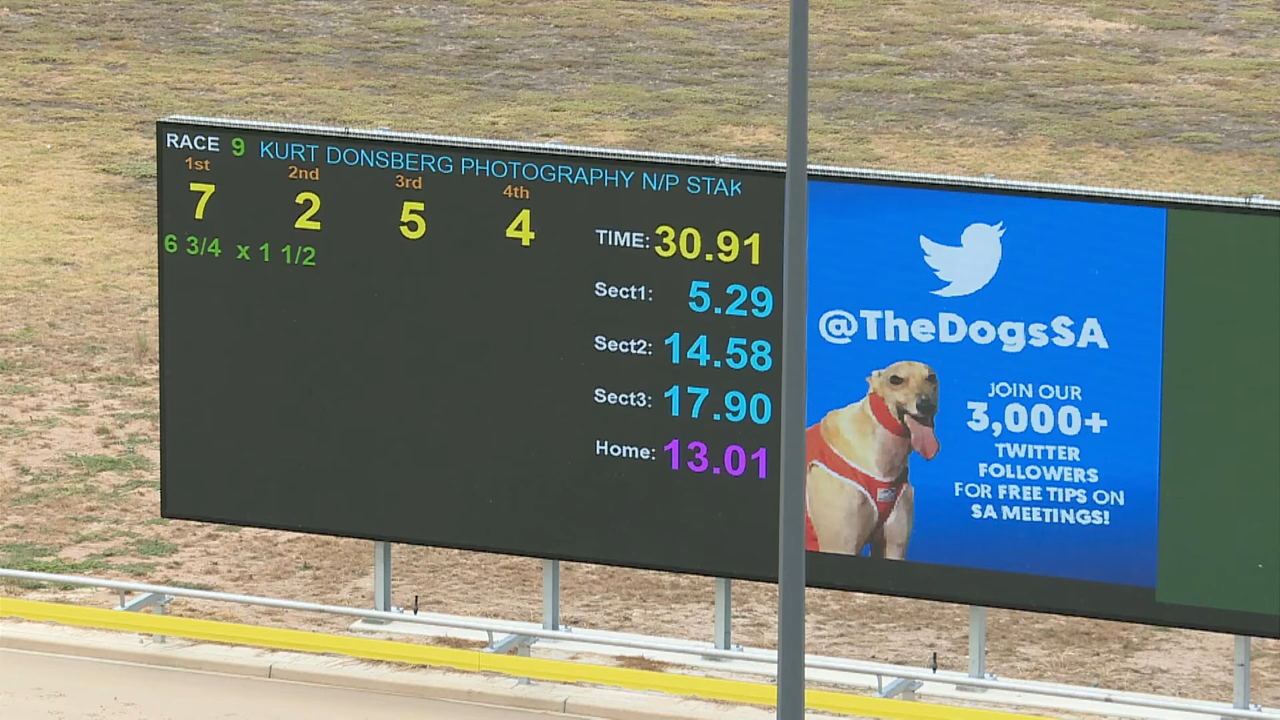 RACE 9 KURT DONSBERG PHOTOGRAPHY N/P STAK
1st 2nd 3rd 4th
7 2 5 4
6 3/4 x 1 1/2
TIME: 30.91
Sect1: 5.29
Sect2: 14.58
Sect3: 17.90
Home: 13.01
@TheDogsSA
JOIN OUR
3,000+
TWITTER
FOLLOWERS
FOR FREE TIPS ON
SA MEETINGS!